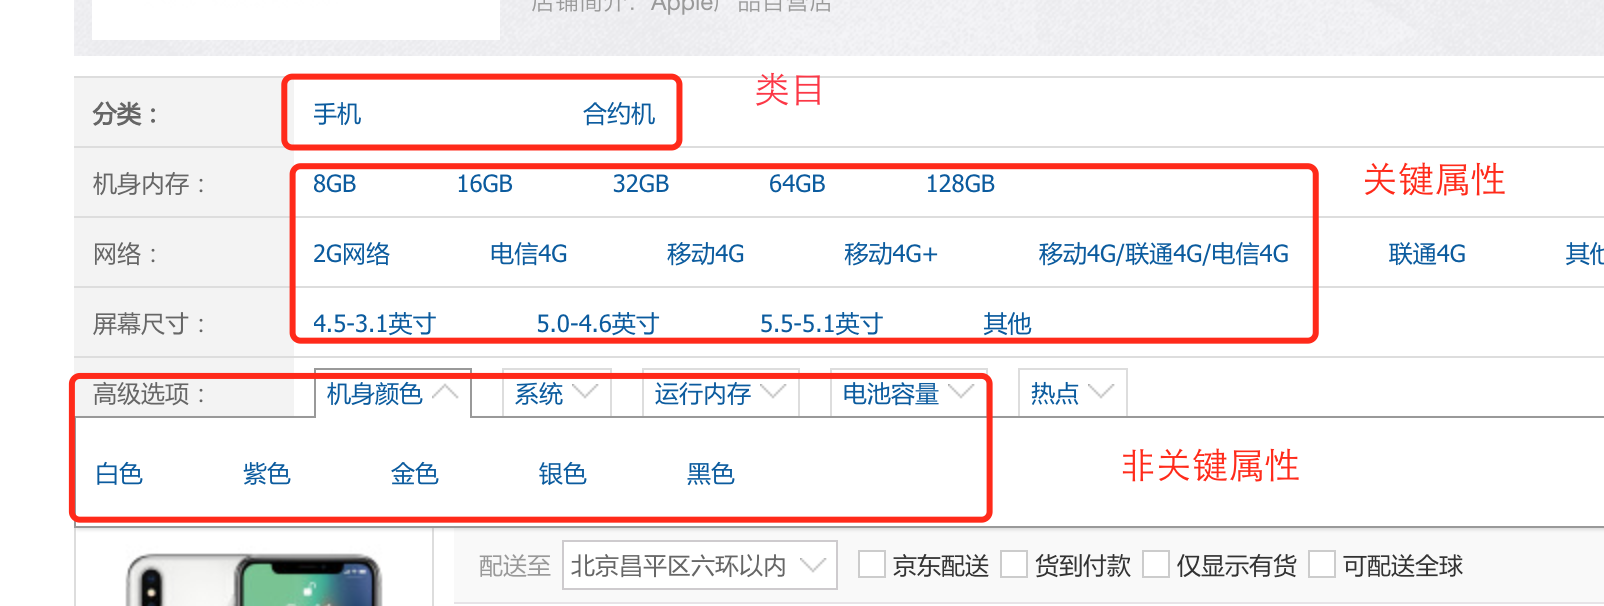 店铺简介：Apple产品自营店
类目
分类： 手机 合约机
关键属性
机身内存： 8GB 16GB 32GB 64GB 128GB
网络： 2G网络 电信4G 移动4G 移动4G+ 移动4G/联通4G/电信4G 联通4G 其他
屏幕尺寸： 4.5-3.1英寸 5.0-4.6英寸 5.5-5.1英寸 其他
高级选项： 机身颜色 系统 运行内存 电池容量 热点
非关键属性
白色 紫色 金色 银色 黑色
配送至 北京昌平区六环以内 京东配送 货到付款 仅显示有货 可配送全球